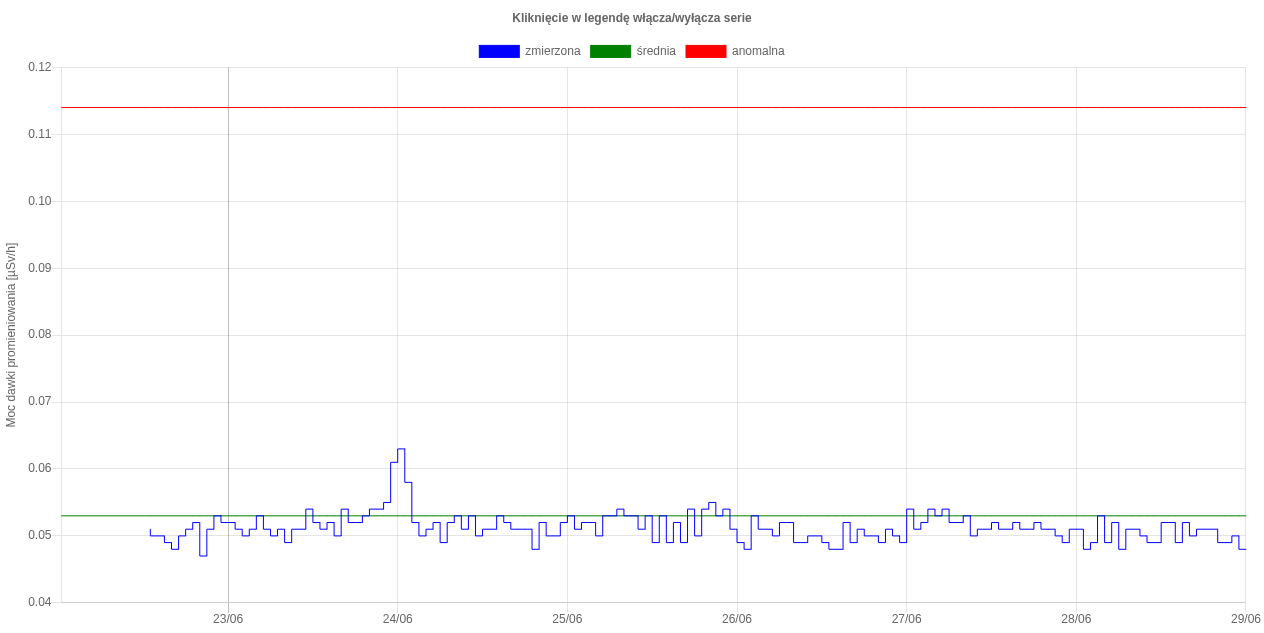 Kliknięcie w legendę włącza/wyłącza serie
zmierzona średnia anomalna
Moc dawki promieniowania [µSv/h]
0.12
0.11
0.10
0.09
0.08
0.07
0.06
0.05
0.04
23/06 24/06 25/06 26/06 27/06 28/06 29/06